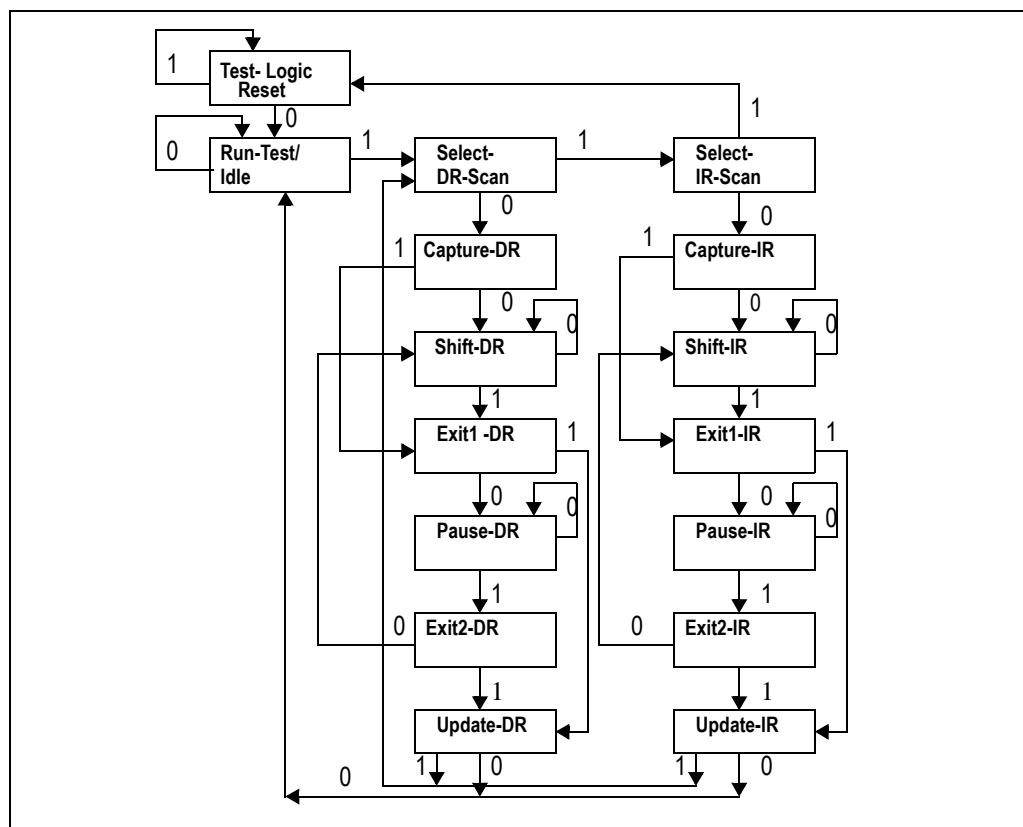 1
Test- Logic
Reset
0
1
0
Run-Test/
Idle
1
Select-
DR-Scan
1
Select-
IR-Scan
0
0
1
Capture-DR
1
Capture-IR
0
0
0
0
Shift-DR
Shift-IR
1
1
Exit1 -DR
1
Exit1-IR
1
0
0
0
0
Pause-DR
Pause-IR
1
1
0
Exit2-DR
0
Exit2-IR
1
1
Update-DR
Update-IR
1
0
1
0
0